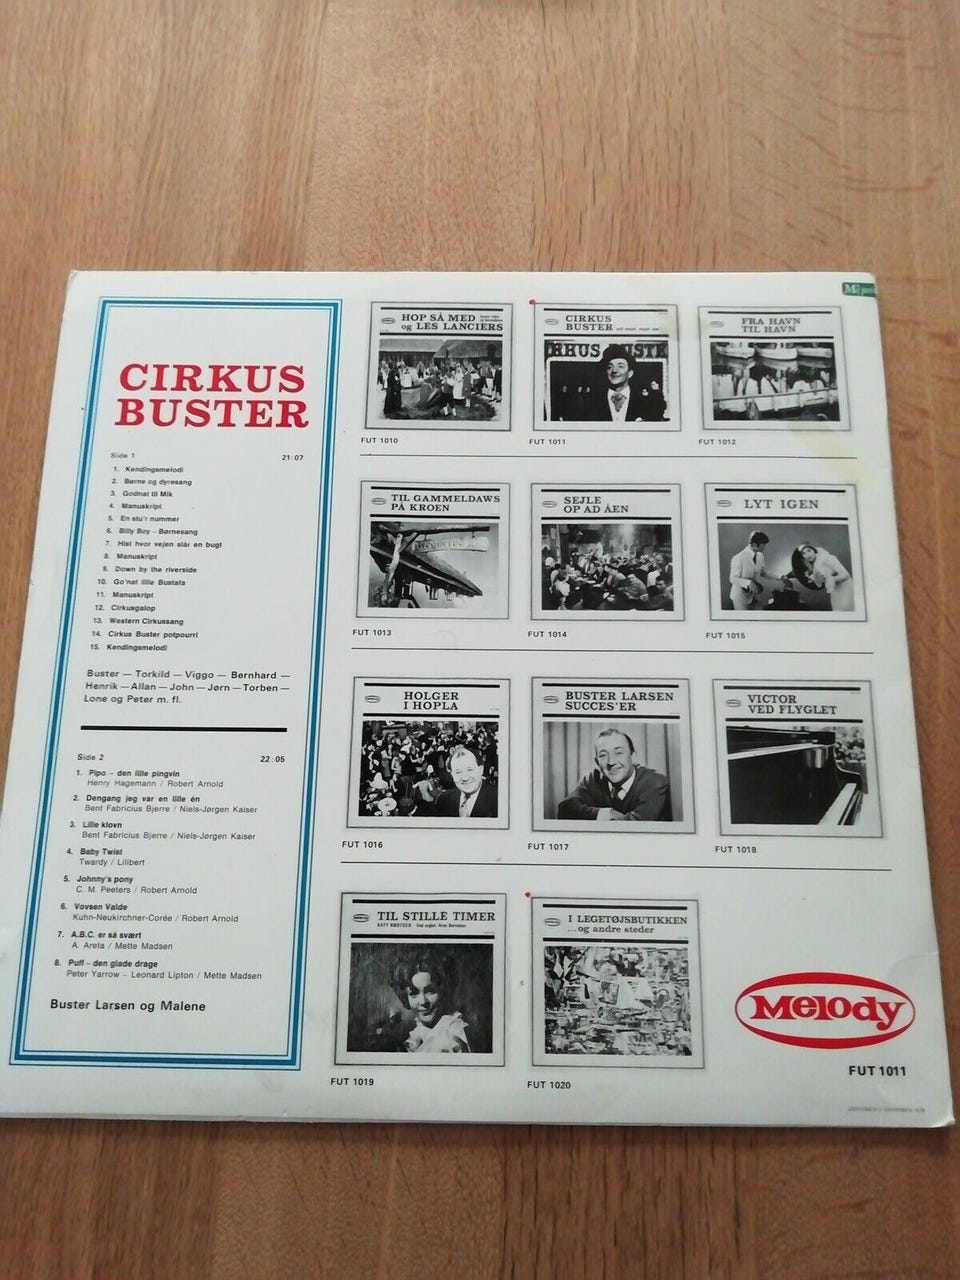 CIRKUS
BUSTER
Side 1 21:07
1. Kendingsmelodi
2. Børne og dyresang
3. Godnat til Mik
4. Manuskript
5. En stu'r nummer
6. Billy Boy – Børnesang
7. Hist hvor vejen slår en bugt
8. Manuskript
9. Down by the riverside
10. Go'nat lille Bustafa
11. Manuskript
12. Cirkusgalop
13. Western Cirkussang
14. Cirkus Buster potpourri
15. Kendingsmelodi
Buster — Torkild — Viggo — Bernhard —
Henrik — Allan — John — Jørn — Torben —
Lone og Peter m. fl.
Side 2 22:05
1. Pipo – den lille pingvin
Henry Hagemann / Robert Arnold
2. Dengang jeg var en lille én
Bent Fabricius Bjerre / Niels-Jørgen Kaiser
3. Lille klovn
Bent Fabricius Bjerre / Niels-Jørgen Kaiser
4. Baby Twist
Twardy / Lilibert
5. Johnny's pony
C. M. Peeters / Robert Arnold
6. Vovsen Valde
Kuhn-Neukirchner-Corée / Robert Arnold
7. A.B.C. er så svært
A. Areta / Mette Madsen
8. Puff – den glade drage
Peter Yarrow – Leonard Lipton / Mette Madsen
Buster Larsen og Malene
HOP SÅ MED
og LES LANCIERS
FUT 1010
CIRKUS
BUSTER
FUT 1011
FRA HAVN
TIL HAVN
FUT 1012
TIL GAMMELDAWS
PÅ KROEN
FUT 1013
SEJLE
OP AD ÅEN
FUT 1014
LYT IGEN
FUT 1015
HOLGER
I HOPLA
FUT 1016
BUSTER LARSEN
SUCCES'ER
FUT 1017
VICTOR
VED FLYGLET
FUT 1018
TIL STILLE TIMER
FUT 1019
I LEGETØJSBUTIKKEN
...og andre steder
FUT 1020
Melody
FUT 1011